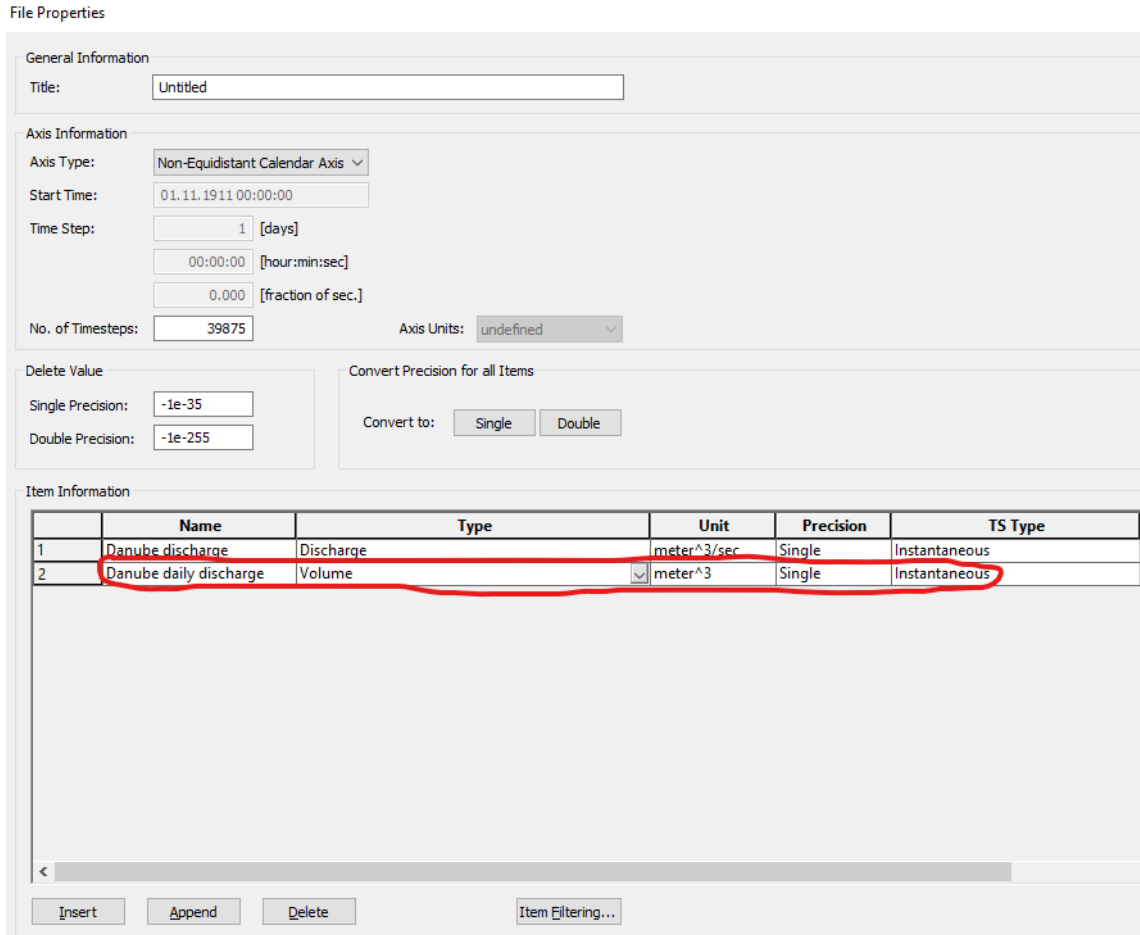 File Properties
General Information
Title: Untitled
Axis Information
Axis Type: Non-Equidistant Calendar Axis
Start Time: 01.11.1911 00:00:00
Time Step: 1 [days]
00:00:00 [hour:min:sec]
0.000 [fraction of sec.]
No. of Timesteps: 39875 Axis Units: undefined
Delete Value Convert Precision for all Items
Single Precision: -1e-35
Convert to: Single Double
Double Precision: -1e-255
Item Information
Name Type Unit Precision TS Type
1 Danube discharge Discharge meter^3/sec Single Instantaneous
2 Danube daily discharge Volume meter^3 Single Instantaneous
Insert Append Delete Item Filtering...